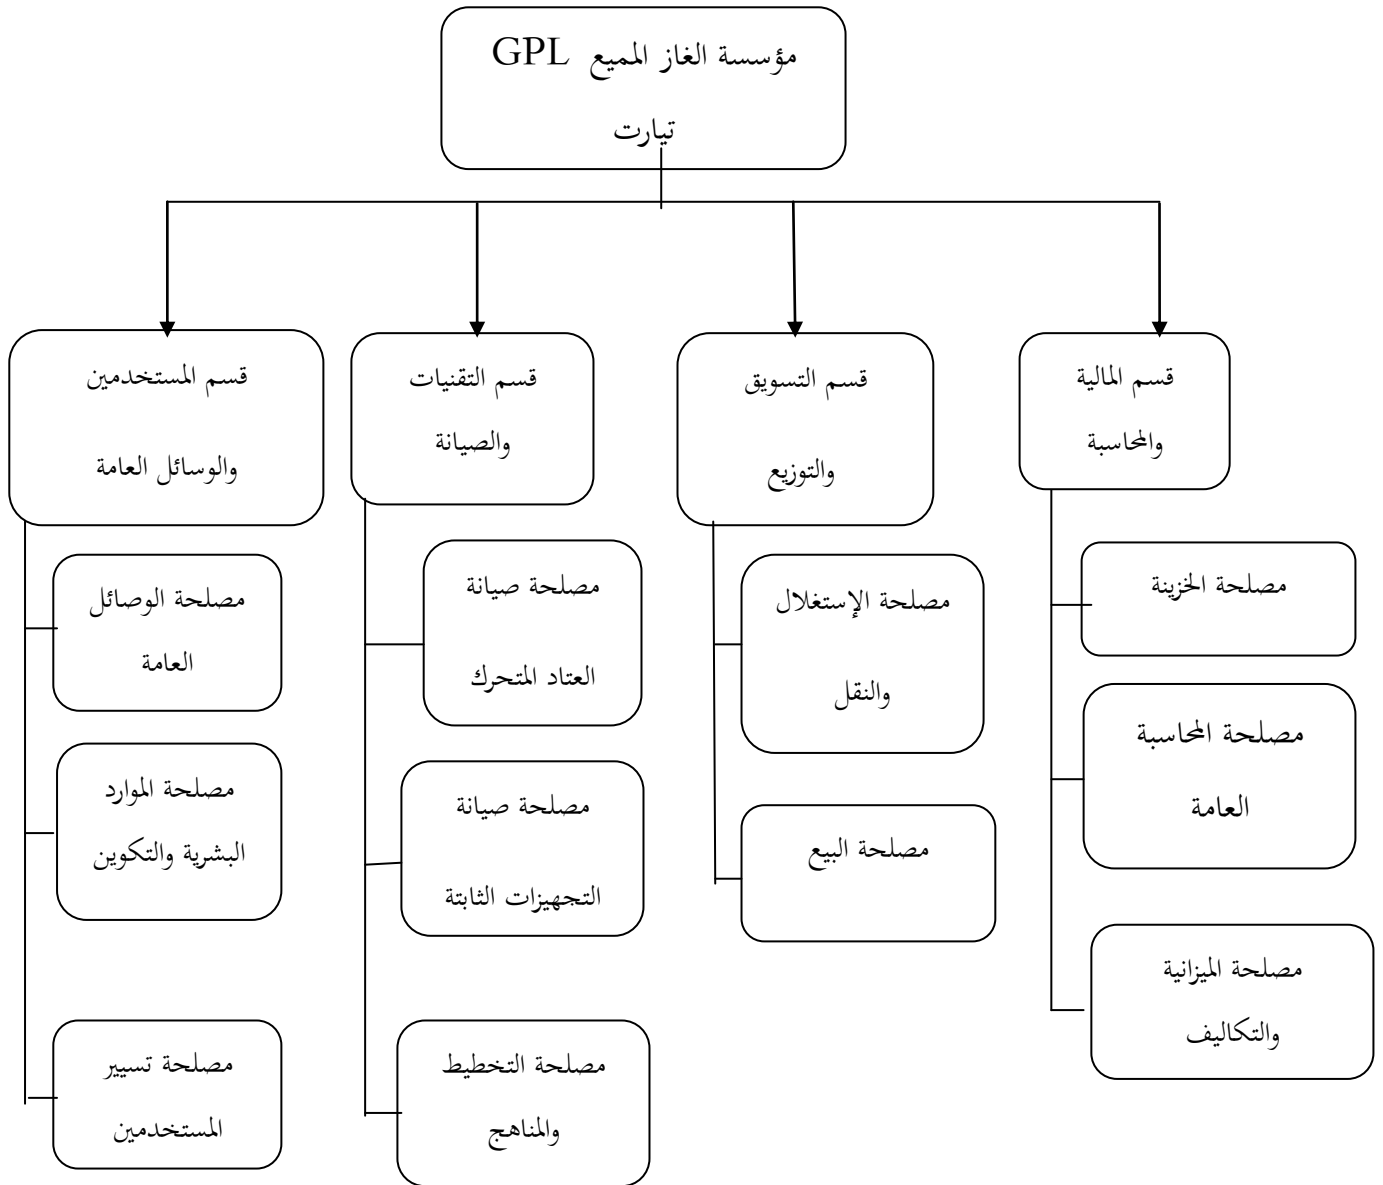 مؤسسة الغاز المميع GPL
تيارت
قسم المالية
والمحاسبة
قسم التسويق
والتوزيع
قسم التقنيات
والصيانة
قسم المستخدمين
والوسائل العامة
مصلحة الخزينة
مصلحة المحاسبة
العامة
مصلحة الميزانية
والتكاليف
مصلحة الإستغلال
والنقل
مصلحة البيع
مصلحة صيانة
العتاد المتحرك
مصلحة صيانة
التجهيزات الثابتة
مصلحة التخطيط
والمناهج
مصلحة الوصائل
العامة
مصلحة الموارد
البشرية والتكوين
مصلحة تسيير
المستخدمين